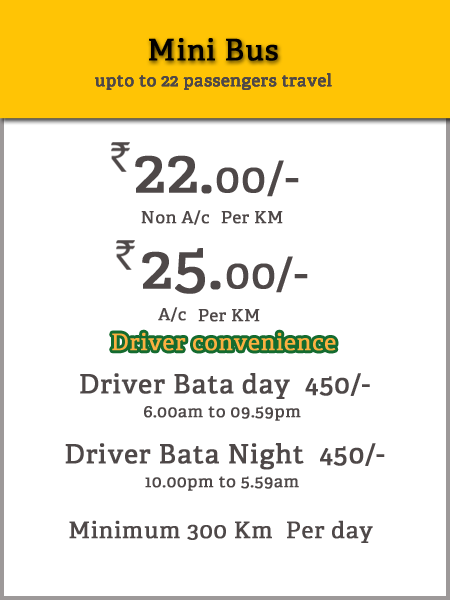 Mini Bus
upto to 22 passengers travel
₹22.00/-
Non A/c Per KM
₹25.00/-
A/c Per KM
Driver convenience
Driver Bata day 450/-
6.00am to 09.59pm
Driver Bata Night 450/-
10.00pm to 5.59am
Minimum 300 Km Per day